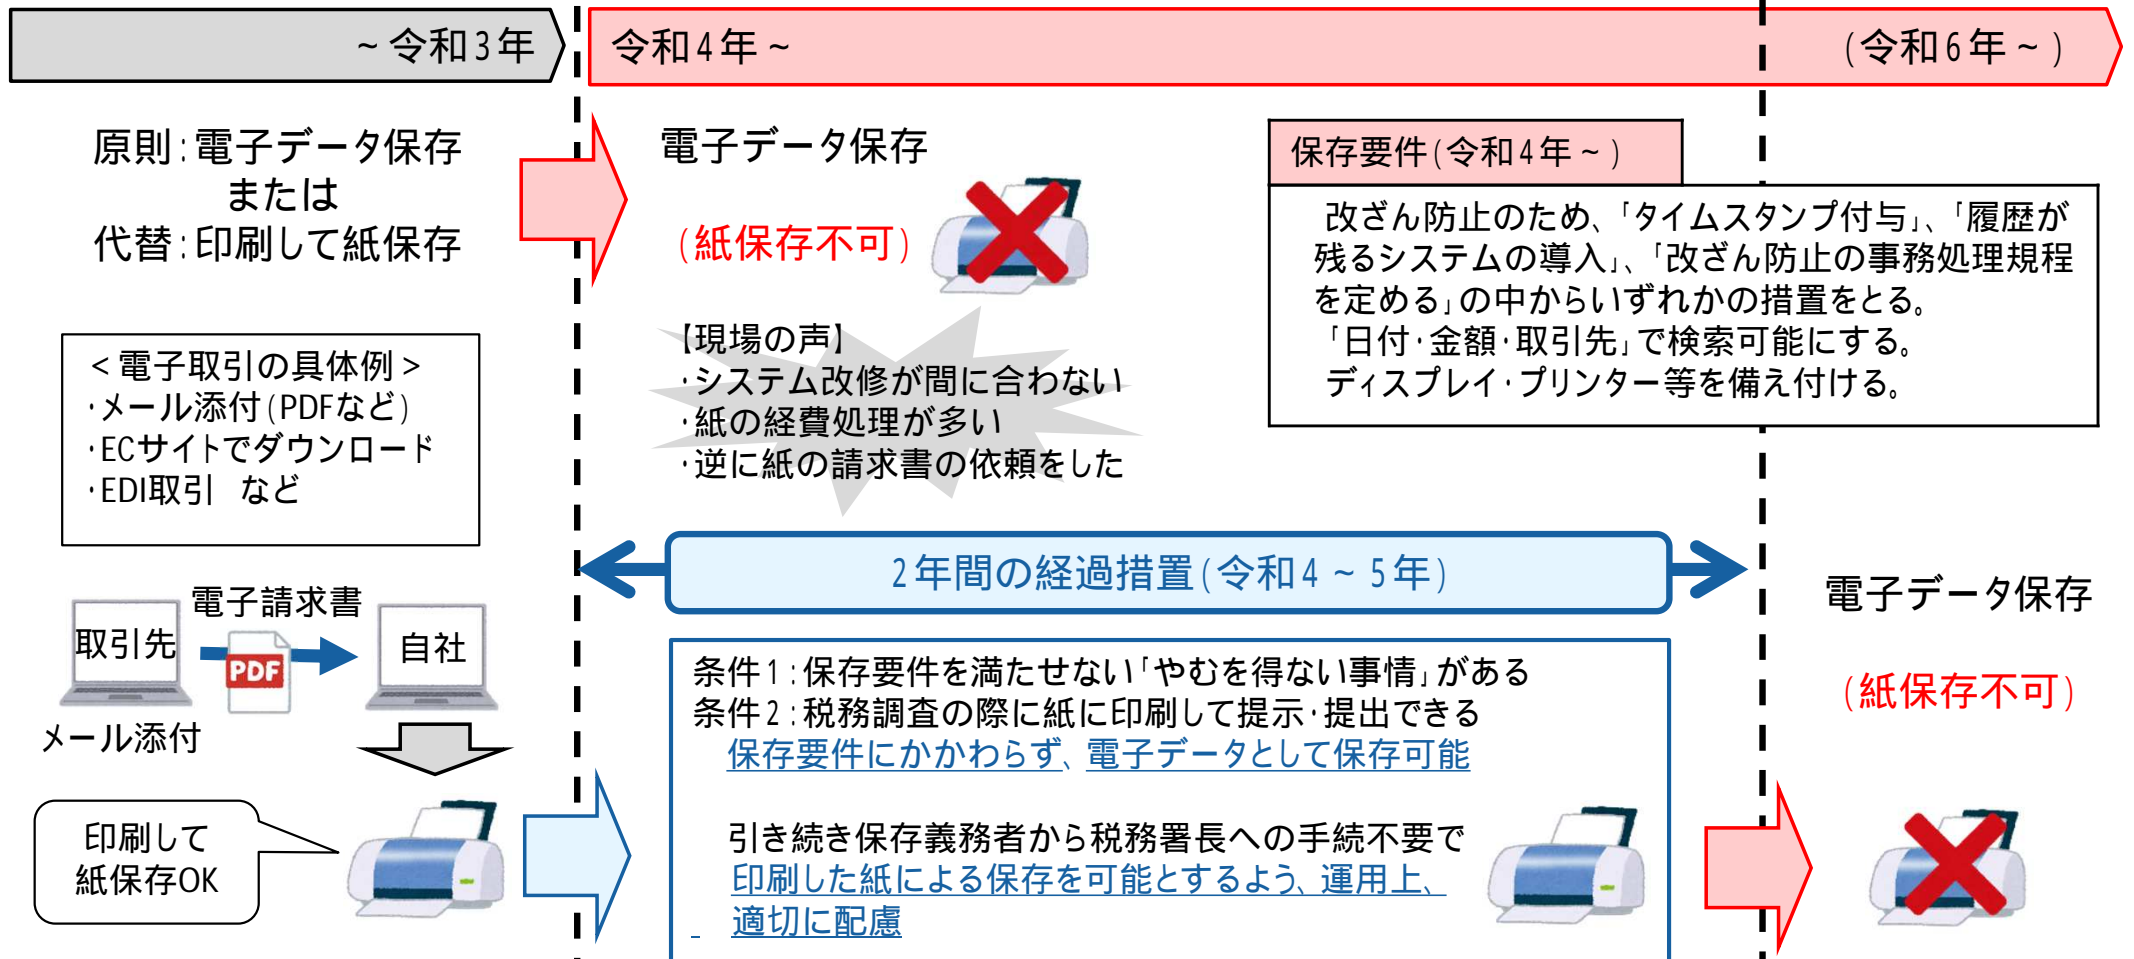 ~令和3年
令和4年~
(令和6年~)
原則:電子データ保存
または
代替:印刷して紙保存
電子データ保存
(紙保存不可)
保存要件(令和4年~)
改ざん防止のため、「タイムスタンプ付与」、「履歴が
残るシステムの導入」、「改ざん防止の事務処理規程
を定める」の中からいずれかの措置をとる。
「日付・金額・取引先」で検索可能にする。
ディスプレイ・プリンター等を備え付ける。
<電子取引の具体例>
・メール添付(PDFなど)
・ECサイトでダウンロード
・EDI取引 など
【現場の声】
・システム改修が間に合わない
・紙の経費処理が多い
・逆に紙の請求書の依頼をした
2年間の経過措置(令和4~5年)
電子請求書
取引先
PDF
自社
メール添付
印刷して
紙保存OK
条件1:保存要件を満たせない「やむを得ない事情」がある
条件2:税務調査の際に紙に印刷して提示・提出できる
保存要件にかかわらず、電子データとして保存可能
引き続き保存義務者から税務署長への手続不要で
印刷した紙による保存を可能とするよう、運用上、
適切に配慮
電子データ保存
(紙保存不可)